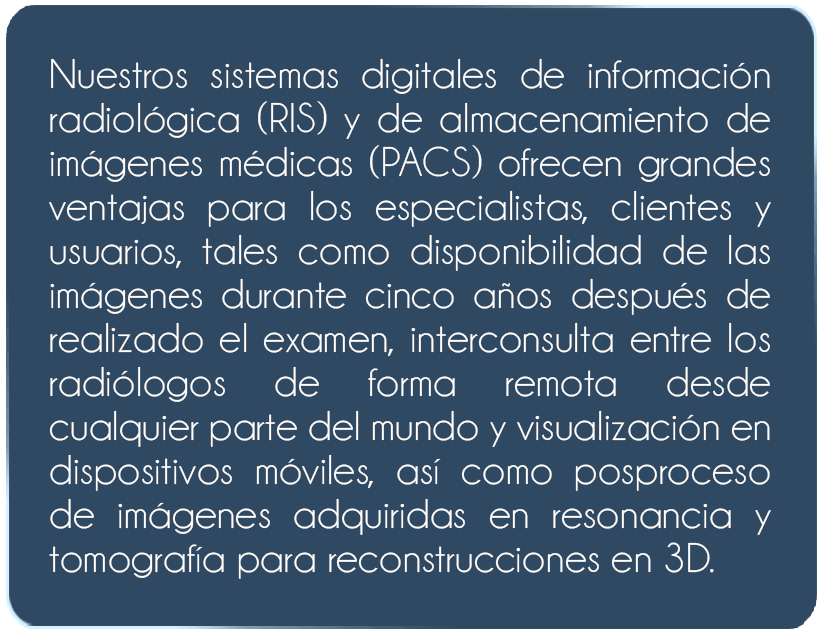 Nuestros sistemas digitales de información
radiológica (RIS) y de almacenamiento de
imágenes médicas (PACS) ofrecen grandes
ventajas para los especialistas, clientes y
usuarios, tales como disponibilidad de las
imágenes durante cinco años después de
realizado el examen, interconsulta entre los
radiólogos de forma remota desde
cualquier parte del mundo y visualización en
dispositivos móviles, así como posproceso
de imágenes adquiridas en resonancia y
tomografía para reconstrucciones en 3D.